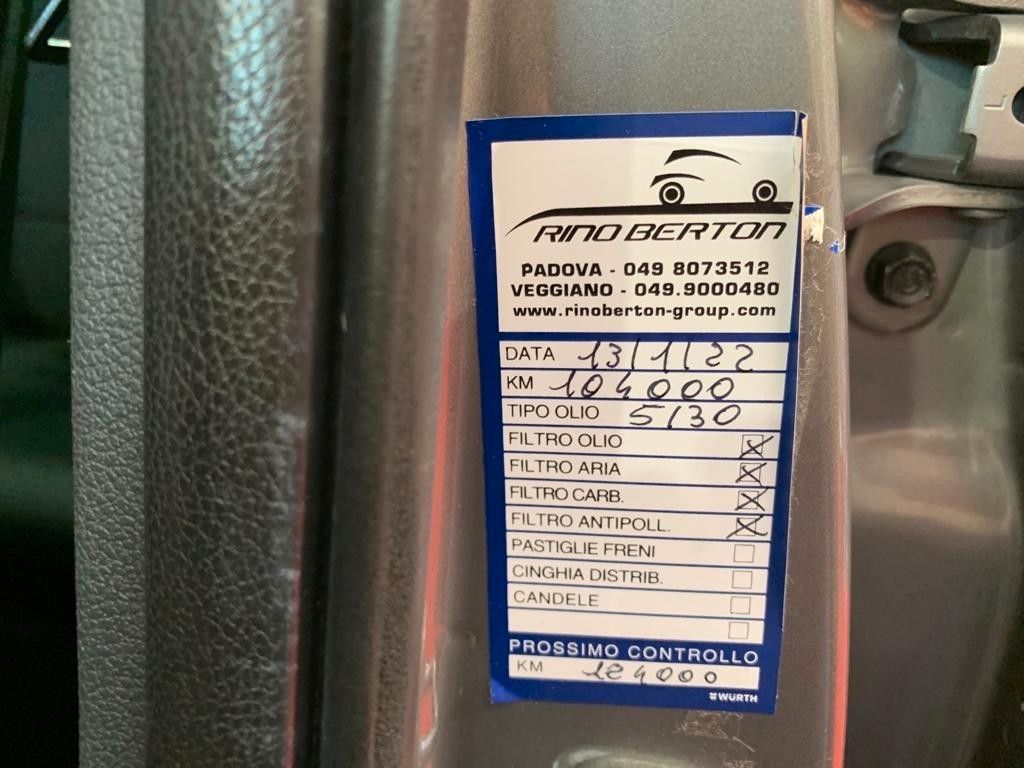 RINO BERTON
PADOVA - 049 8073512
VEGGIANO - 049.9000480
www.rinoberton-group.com
DATA 13/1/22
KM 104000
TIPO OLIO 5/30
FILTRO OLIO
FILTRO ARIA
FILTRO CARB.
FILTRO ANTIPOLL.
PASTIGLIE FRENI
CINGHIA DISTRIB.
CANDELE
PROSSIMO CONTROLLO
KM 124000
WÜRTH